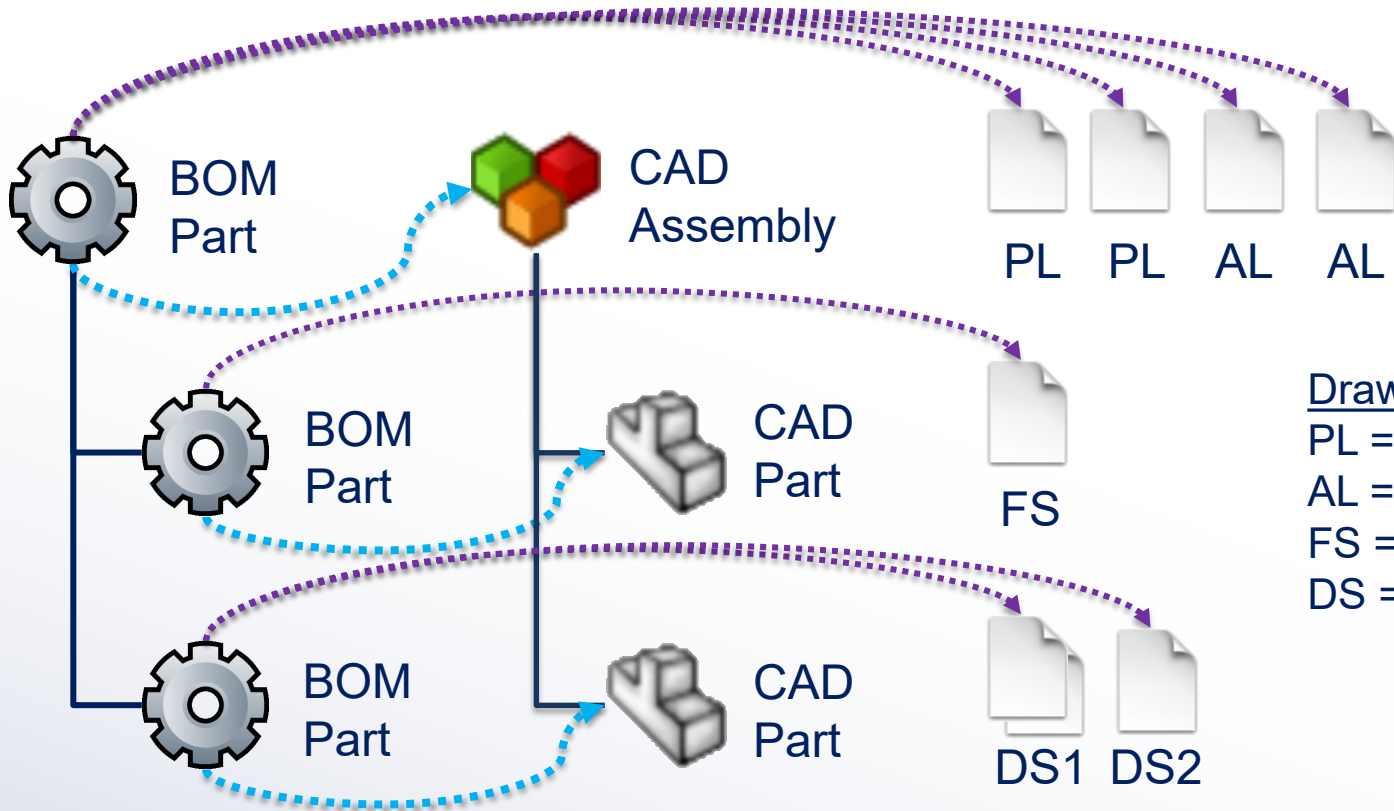 BOM
Part
CAD
Assembly
PL PL AL AL
BOM
Part
CAD
Part
FS
Draw
PL =
AL =
FS =
DS =
BOM
Part
CAD
Part
DS1 DS2